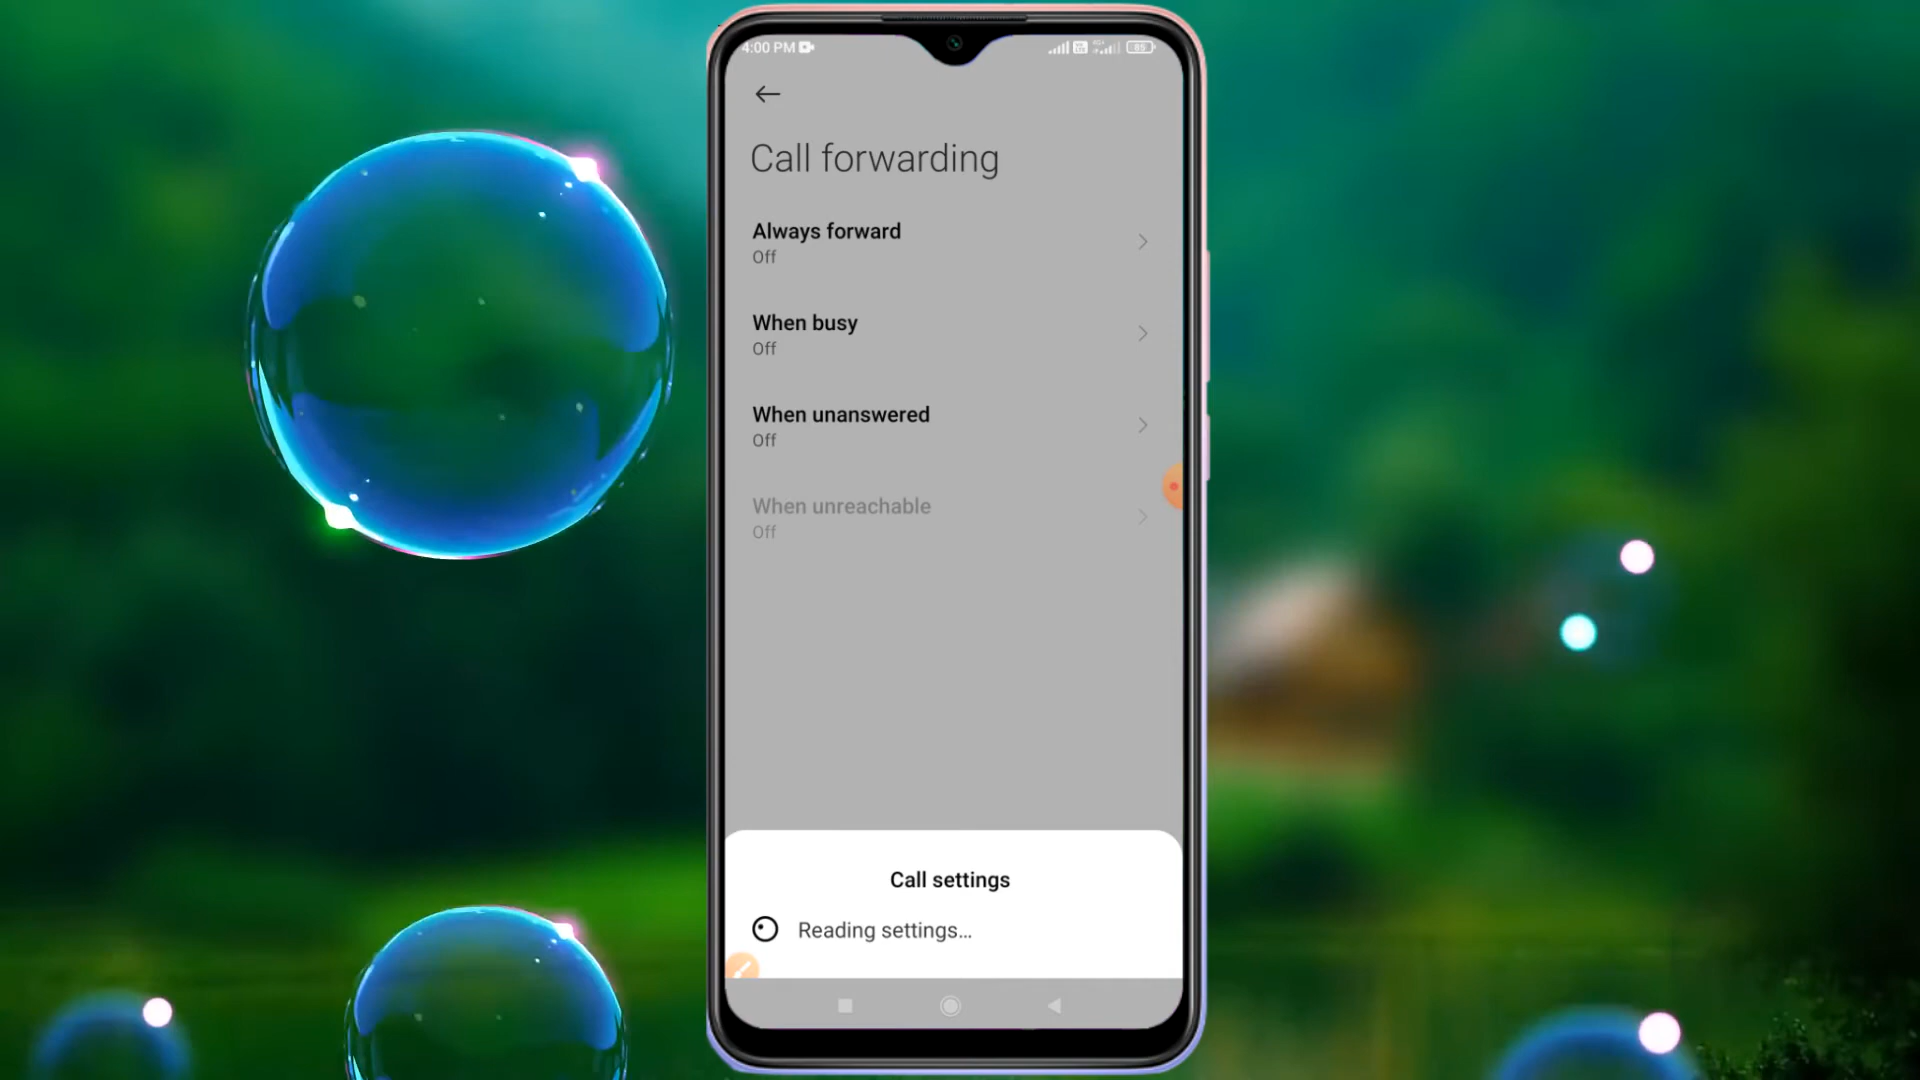 4:00 PM
85
Call forwarding
Always forward
Off
When busy
Off
When unanswered
Off
When unreachable
Off
Call settings
Reading settings...